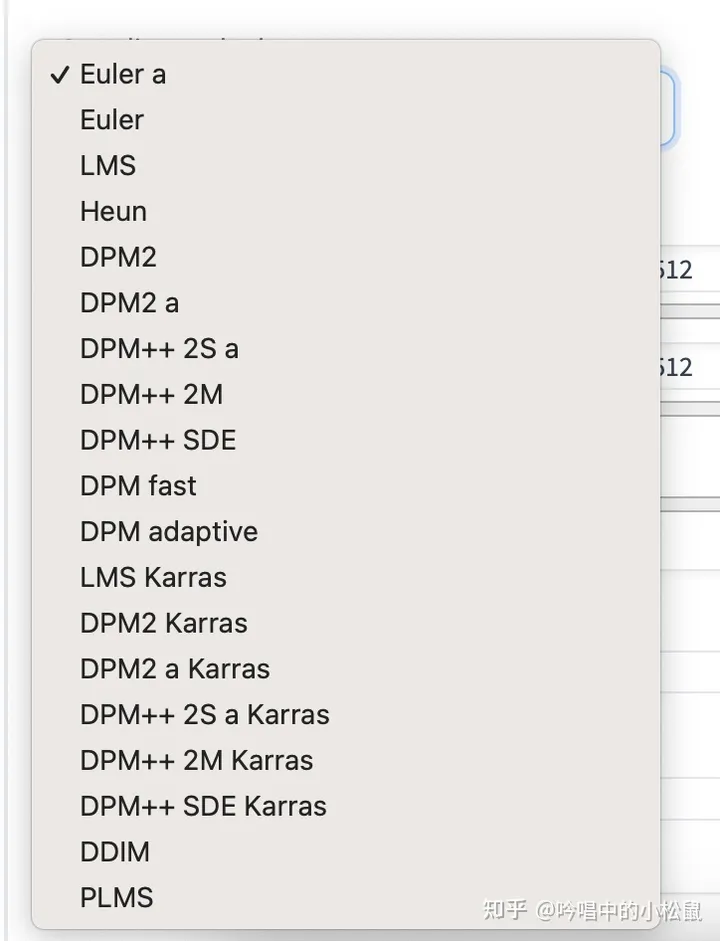 ✓ Euler a
Euler
LMS
Heun
DPM2
512
DPM2 a
DPM++ 2S a
512
DPM++ 2M
DPM++ SDE
DPM fast
DPM adaptive
LMS Karras
DPM2 Karras
DPM2 a Karras
DPM++ 2S a Karras
DPM++ 2M Karras
DPM++ SDE Karras
DDIM
PLMS
知乎 @吟唱中的小松鼠